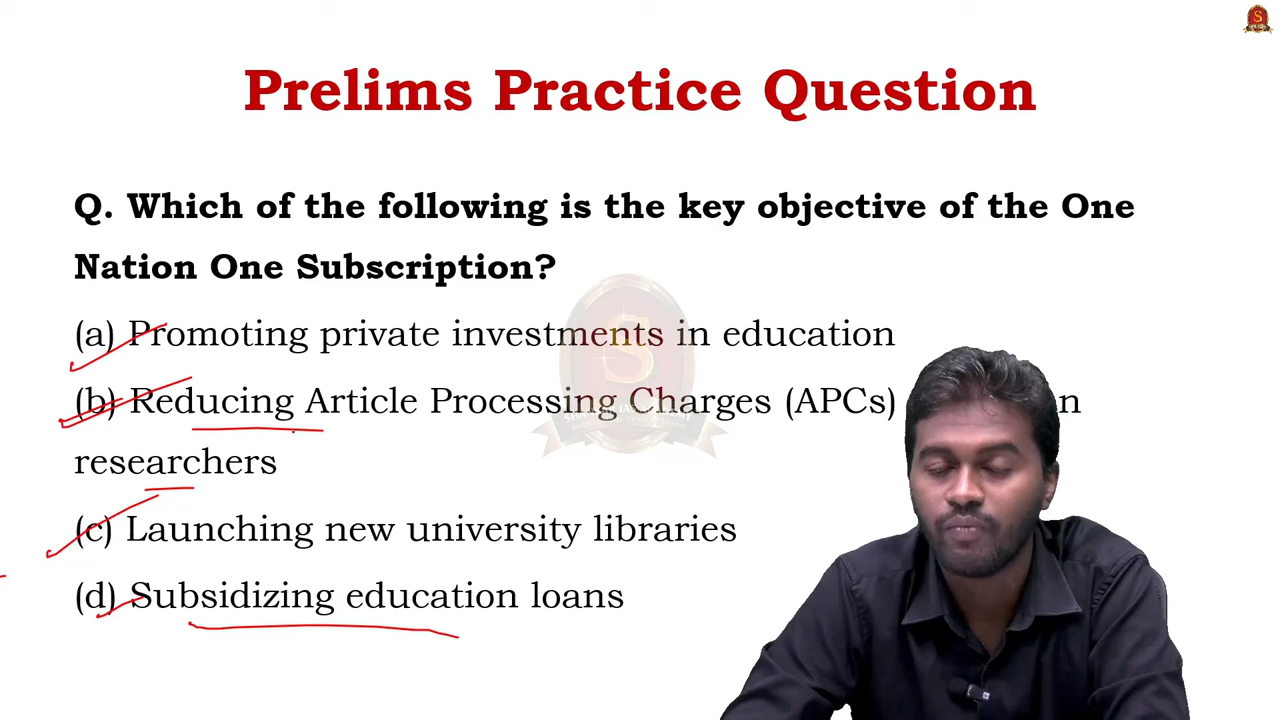 Prelims Practice Question
Q. Which of the following is the key objective of the One
Nation One Subscription?
(a) Promoting private investments in education
(b) Reducing Article Processing Charges (APCs)
researchers
(c) Launching new university libraries
(d) Subsidizing education loans